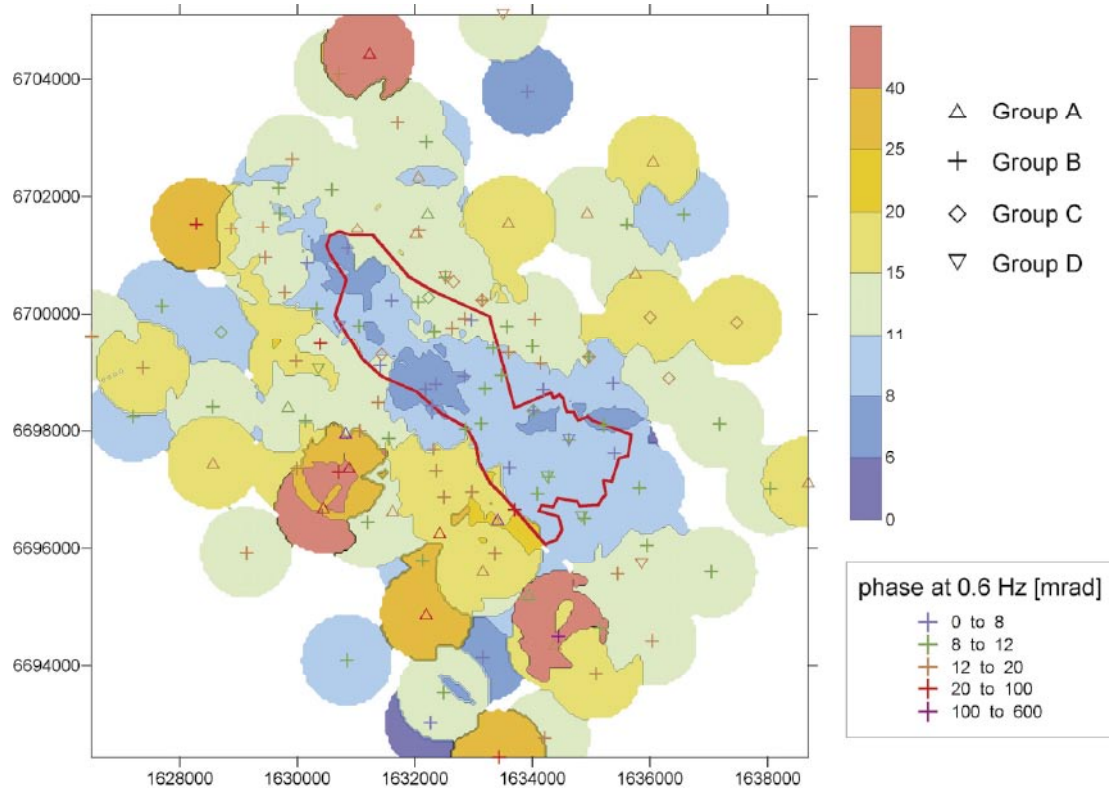 6704000
6702000
6700000
6698000
6696000
6694000
1628000 1630000 1632000 1634000 1636000 1638000
40
25
20
15
11
8
6
0
Group A
Group B
Group C
Group D
phase at 0.6 Hz [mrad]
0 to 8
8 to 12
12 to 20
20 to 100
100 to 600